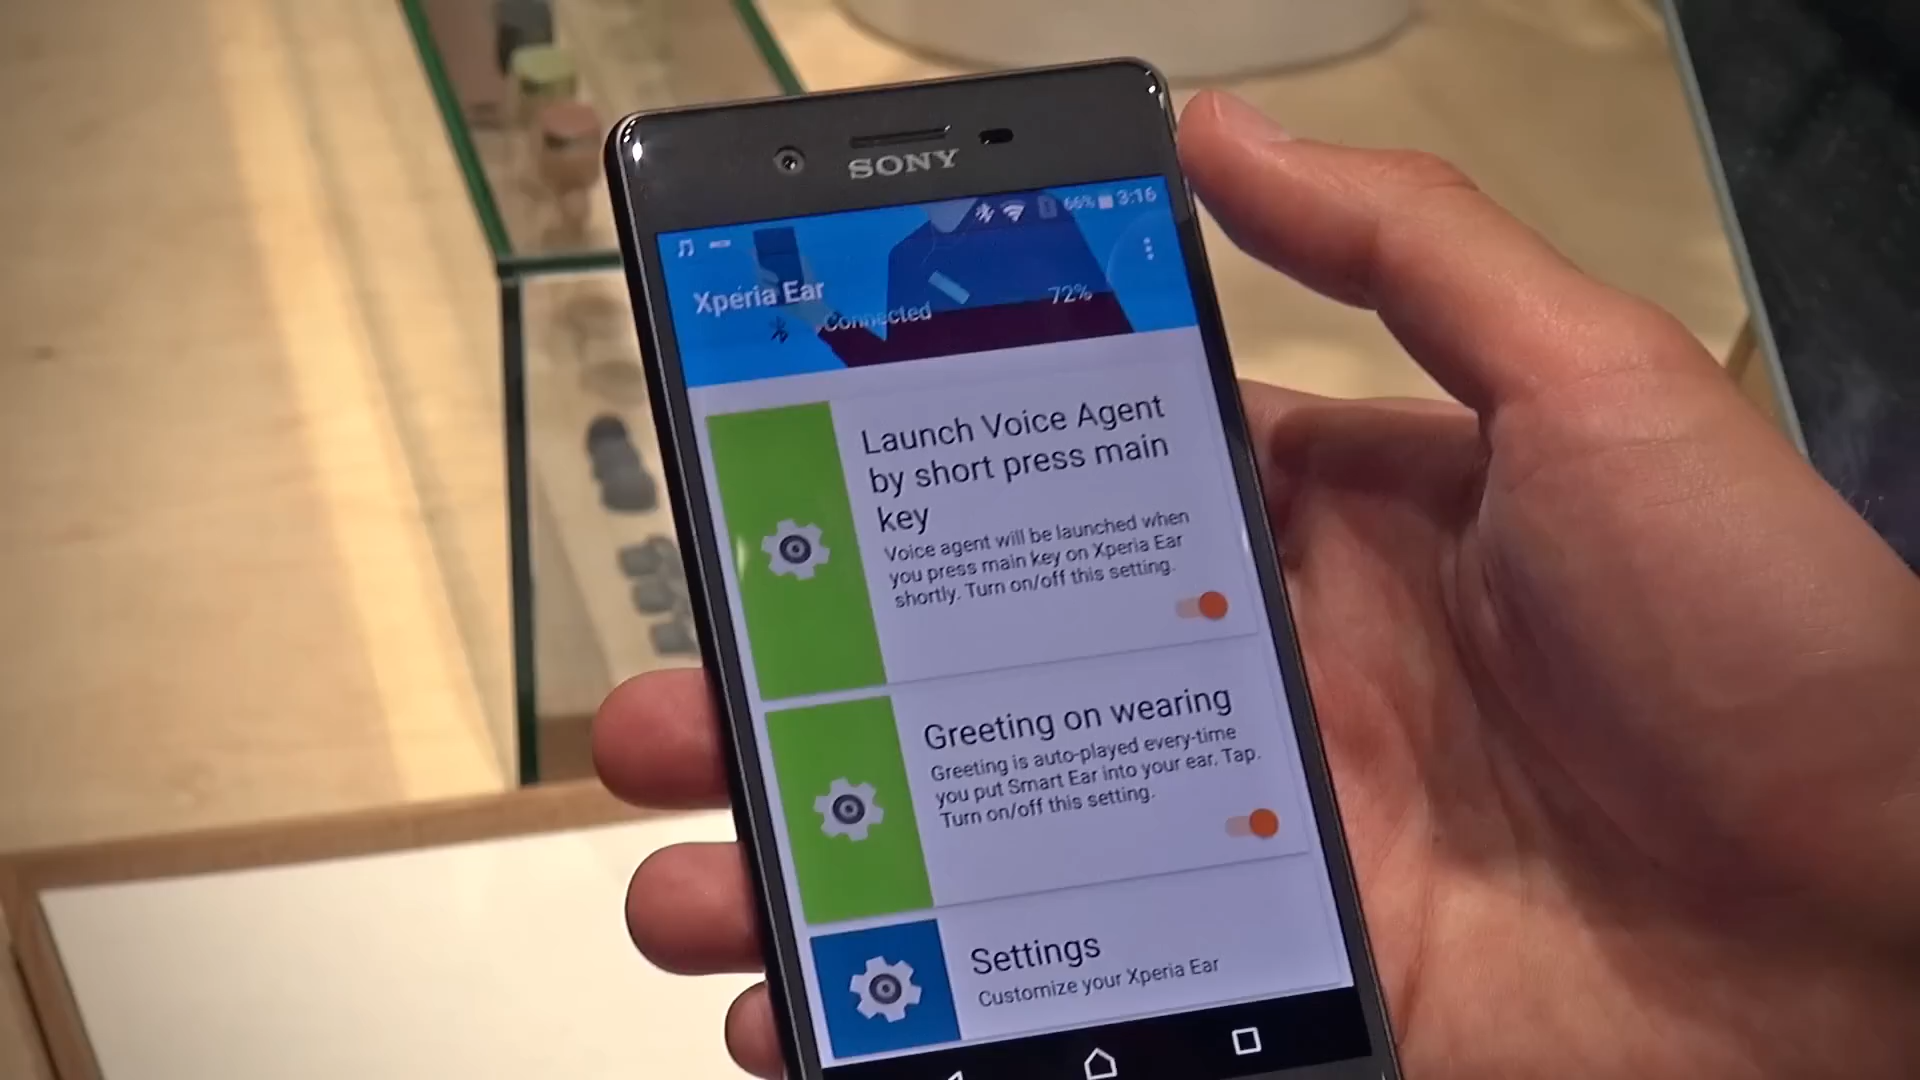 SONY
66% 3:16
Xperia Ear
Connected
72%
Launch Voice Agent
by short press main
key
Voice agent will be launched when
you press main key on Xperia Ear
shortly. Turn on/off this setting.
Greeting on wearing
Greeting is auto-played every-time
you put Smart Ear into your ear. Tap.
Turn on/off this setting.
Settings
Customize your Xperia Ear